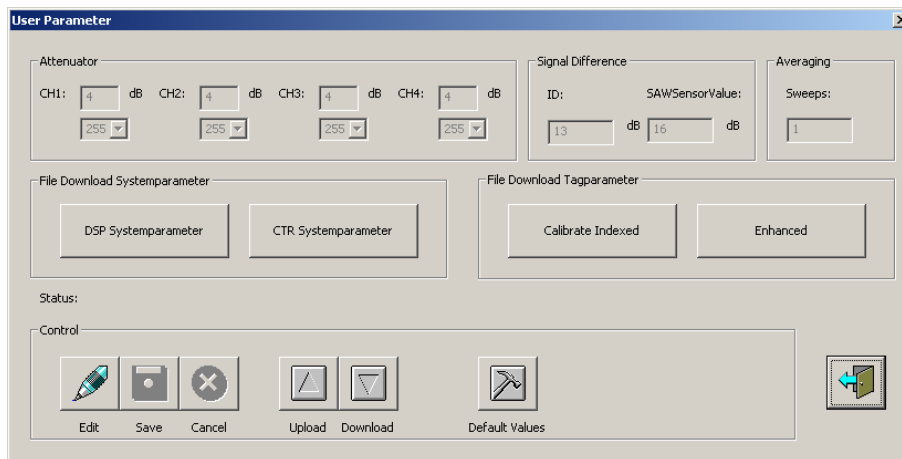 User Parameter
Attenuator
CH1: 4 dB CH2: 4 dB CH3: 4 dB CH4: 4 dB
255 255 255 255
Signal Difference
ID: SAWSensorValue:
13 dB 16 dB
Averaging
Sweeps:
1
File Download Systemparameter
DSP Systemparameter CTR Systemparameter
File Download Tagparameter
Calibrate Indexed Enhanced
Status:
Control
Edit Save Cancel Upload Download Default Values